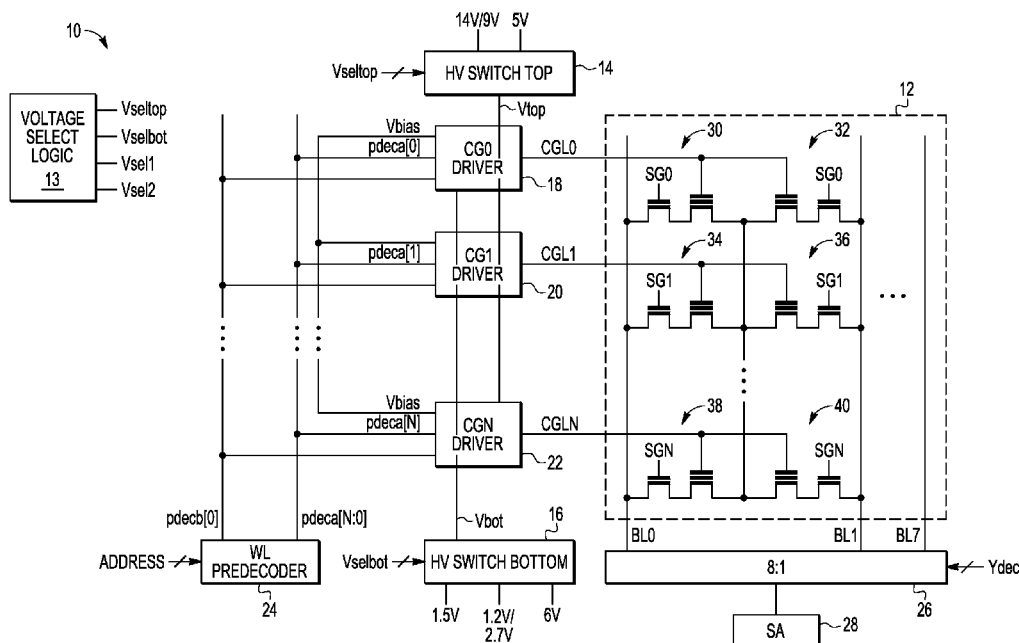 10
14V/9V 5V
Vseltop
HV SWITCH TOP
14
Vtop
VOLTAGE
SELECT
LOGIC
13
Vseltop
Vselbot
Vsel1
Vsel2
12
Vbias
pdeca[0]
CG0
DRIVER
18
CGL0
30
32
SG0
SG0
pdeca[1]
CG1
DRIVER
20
CGL1
34
36
SG1
SG1
Vbias
pdeca[N]
CGN
DRIVER
22
CGLN
38
40
SGN
SGN
pdecb[0]
pdeca[N:0]
Vbot
16
BL0
BL1
BL7
ADDRESS
WL
PREDECODER
24
Vselbot
HV SWITCH BOTTOM
1.5V
1.2V/
2.7V
6V
8:1
Ydec
26
SA
28